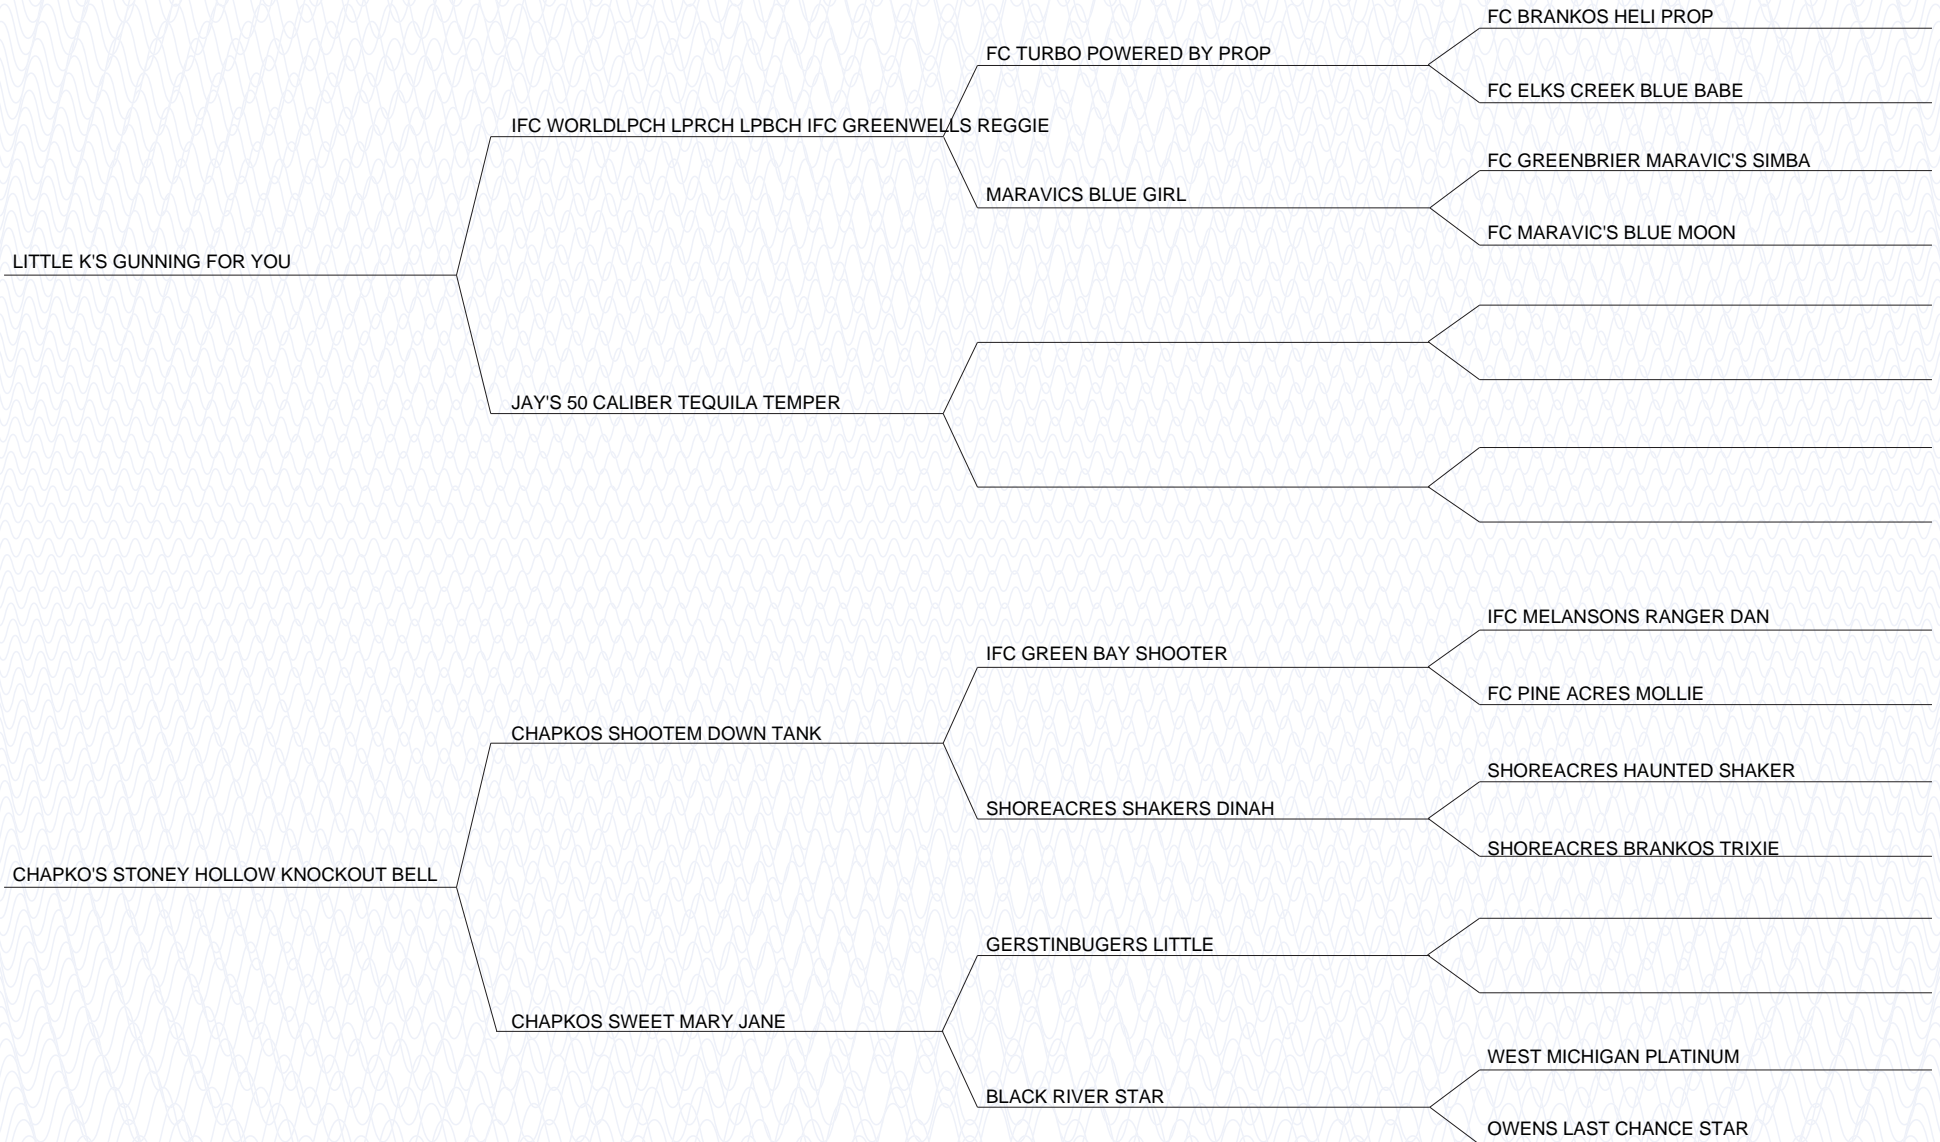 FC BRANKOS HELI PROP
FC TURBO POWERED BY PROP
FC ELKS CREEK BLUE BABE
IFC WORLDLPCH LPRCH LPBCH IFC GREENWELLS REGGIE
FC GREENBRIER MARAVIC'S SIMBA
MARAVICS BLUE GIRL
FC MARAVIC'S BLUE MOON
LITTLE K'S GUNNING FOR YOU
JAY'S 50 CALIBER TEQUILA TEMPER
IFC MELANSONS RANGER DAN
IFC GREEN BAY SHOOTER
FC PINE ACRES MOLLIE
CHAPKOS SHOOTEM DOWN TANK
SHOREACRES HAUNTED SHAKER
SHOREACRES SHAKERS DINAH
SHOREACRES BRANKOS TRIXIE
CHAPKO'S STONEY HOLLOW KNOCKOUT BELL
GERSTINBUGERS LITTLE
CHAPKOS SWEET MARY JANE
WEST MICHIGAN PLATINUM
BLACK RIVER STAR
OWENS LAST CHANCE STAR